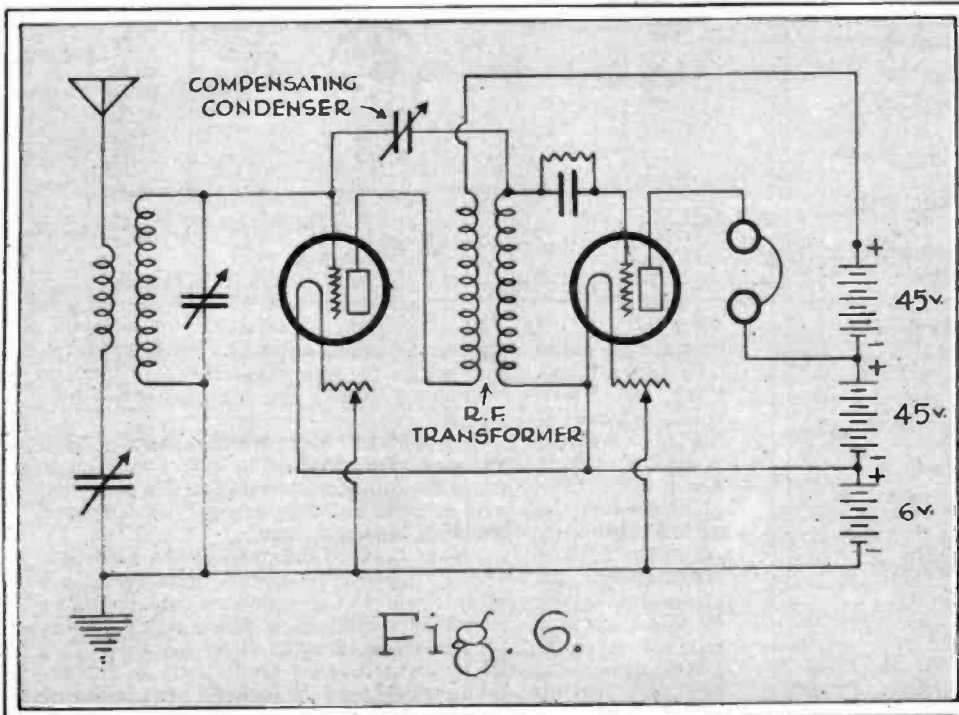 COMPENSATING
CONDENSER
+
45v.
-
+
45v.
-
+
6v.
-
R.F.
TRANSFORMER
Fig. 6.